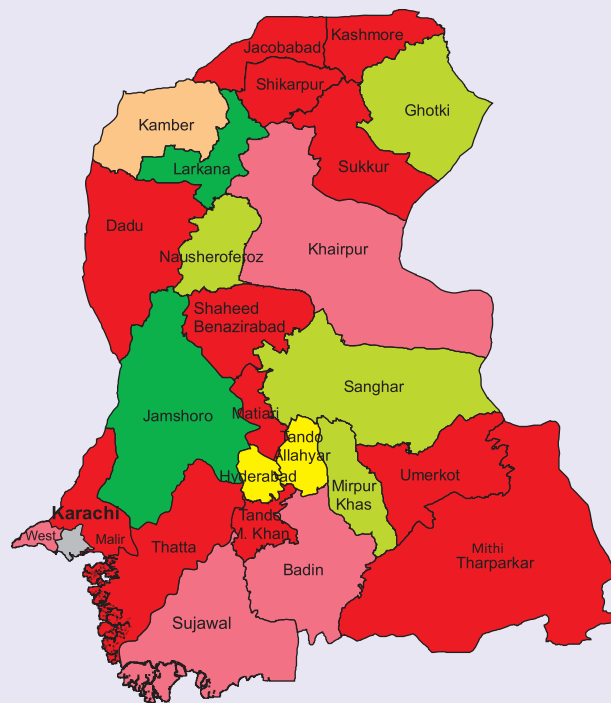 Jacobabad
Kashmore
Shikarpur
Ghotki
Kamber
Larkana
Sukkur
Dadu
Khairpur
Nausheroferoz
Shaheed
Benazirabad
Sanghar
Matiari
Jamshoro
Tando
Allahyar
Hyderabad
Mirpur
Khas
Umerkot
Karachi
West
Malir
Thatta
Tando
M. Khan
Mithi
Tharparkar
Badin
Sujawal